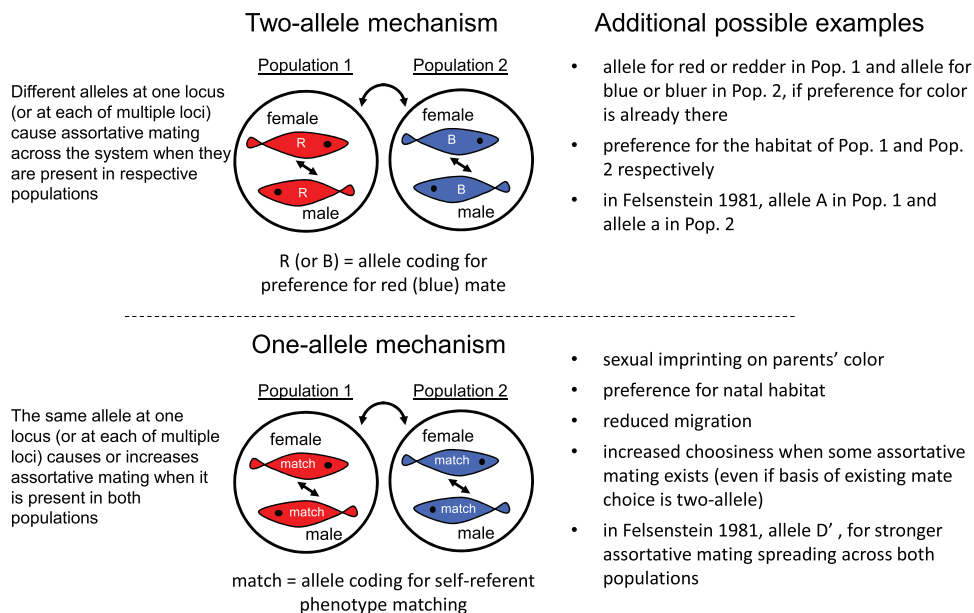 Two-allele mechanism
Different alleles at one locus
(or at each of multiple loci)
cause assortative mating
across the system when they
are present in respective
populations
Population 1
Population 2
female
R
R
male
female
B
B
male
R (or B) = allele coding for
preference for red (blue) mate
Additional possible examples
• allele for red or redder in Pop. 1 and allele for
blue or bluer in Pop. 2, if preference for color
is already there
• preference for the habitat of Pop. 1 and Pop.
2 respectively
• in Felsenstein 1981, allele A in Pop. 1 and
allele a in Pop. 2
One-allele mechanism
The same allele at one
locus (or at each of multiple
loci) causes or increases
assortative mating when it
is present in both
populations
Population 1
Population 2
female
match
match
male
female
match
match
male
match = allele coding for self-referent
phenotype matching
• sexual imprinting on parents’ color
• preference for natal habitat
• reduced migration
• increased choosiness when some assortative
mating exists (even if basis of existing mate
choice is two-allele)
• in Felsenstein 1981, allele D’ , for stronger
assortative mating spreading across both
populations